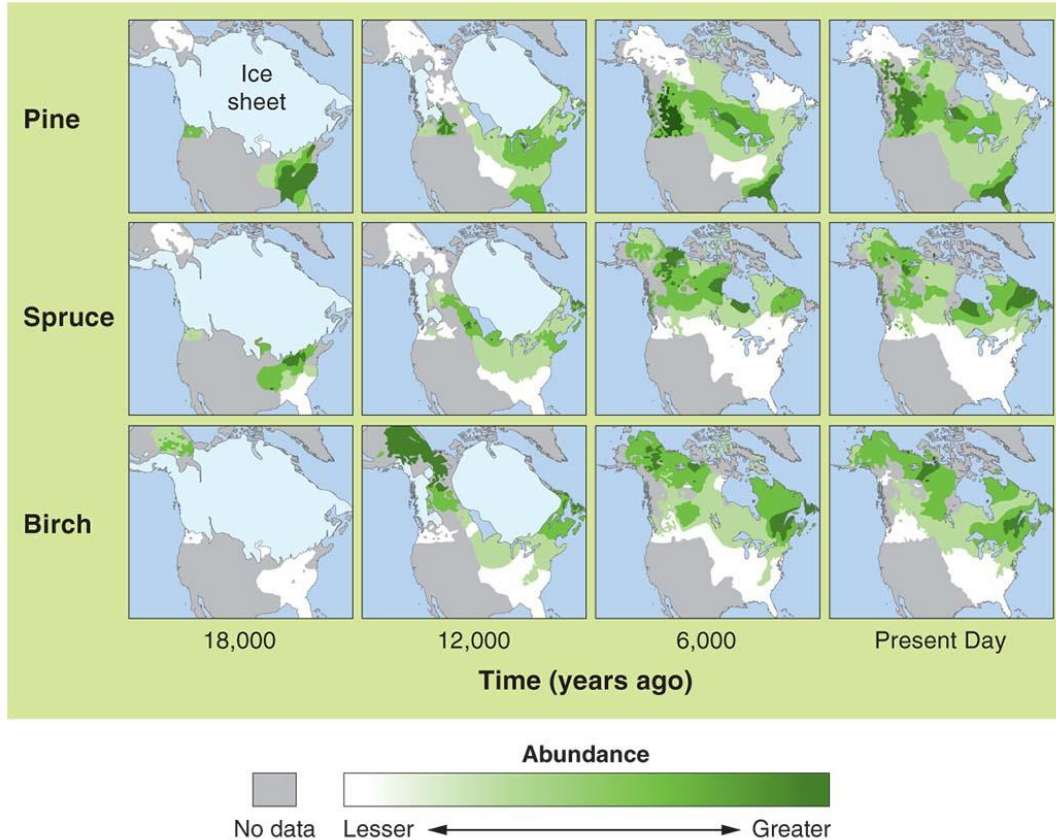 Ice
sheet
Pine
Spruce
Birch
18,000
12,000
6,000
Present Day
Time (years ago)
Abundance
No data
Lesser
Greater